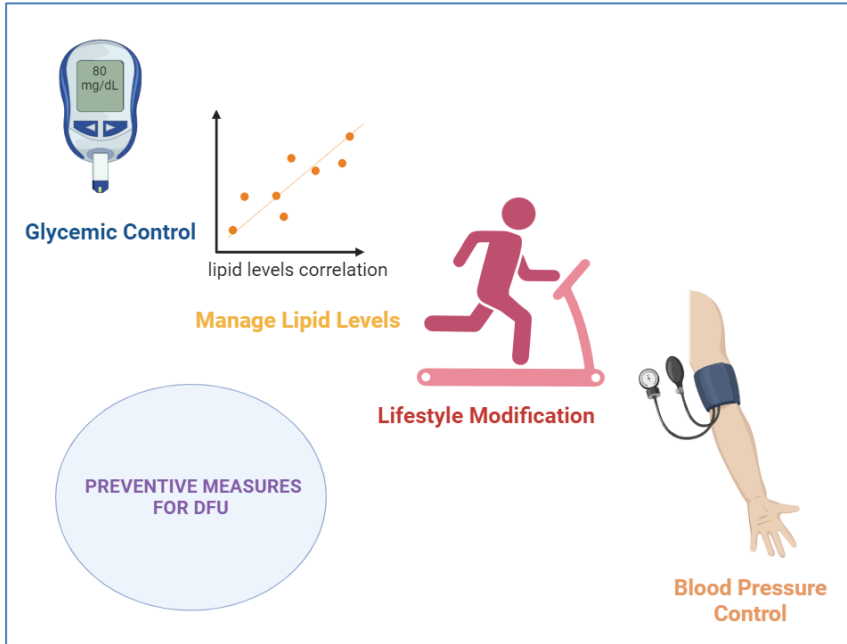 80
mg/dL
Glycemic Control
lipid levels correlation
Manage Lipid Levels
Lifestyle Modification
PREVENTIVE MEASURES
FOR DFU
Blood Pressure
Control